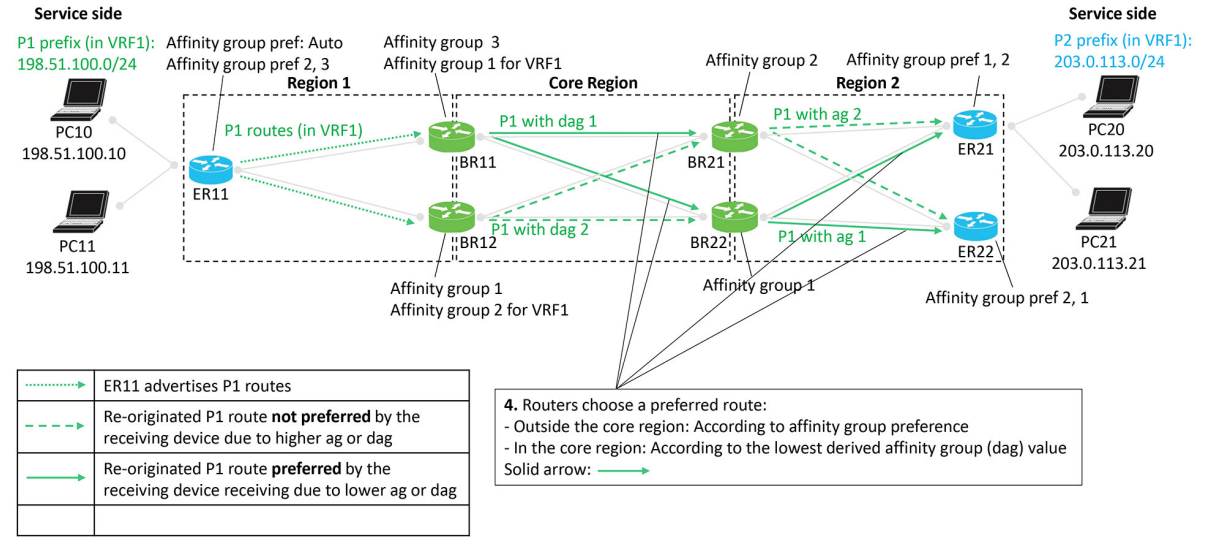 Service side
P1 prefix (in VRF1):
198.51.100.0/24
PC10
198.51.100.10
PC11
198.51.100.11
Affinity group pref: Auto
Affinity group pref 2, 3
Region 1
P1 routes (in VRF1)
ER11
Affinity group  3
Affinity group 1 for VRF1
BR11
BR12
Affinity group 1
Affinity group 2 for VRF1
Core Region
P1 with dag 1
P1 with dag 2
Affinity group 2
BR21
BR22
Affinity group 1
Region 2
P1 with ag 2
P1 with ag 1
Affinity group pref 1, 2
ER21
ER22
Affinity group pref 2, 1
Service side
P2 prefix (in VRF1):
203.0.113.0/24
PC20
203.0.113.20
PC21
203.0.113.21
ER11 advertises P1 routes
Re-originated P1 route not preferred by the
receiving device due to higher ag or dag
Re-originated P1 route preferred by the
receiving device receiving due to lower ag or dag
4. Routers choose a preferred route:
- Outside the core region: According to affinity group preference
- In the core region: According to the lowest derived affinity group (dag) value
Solid arrow: